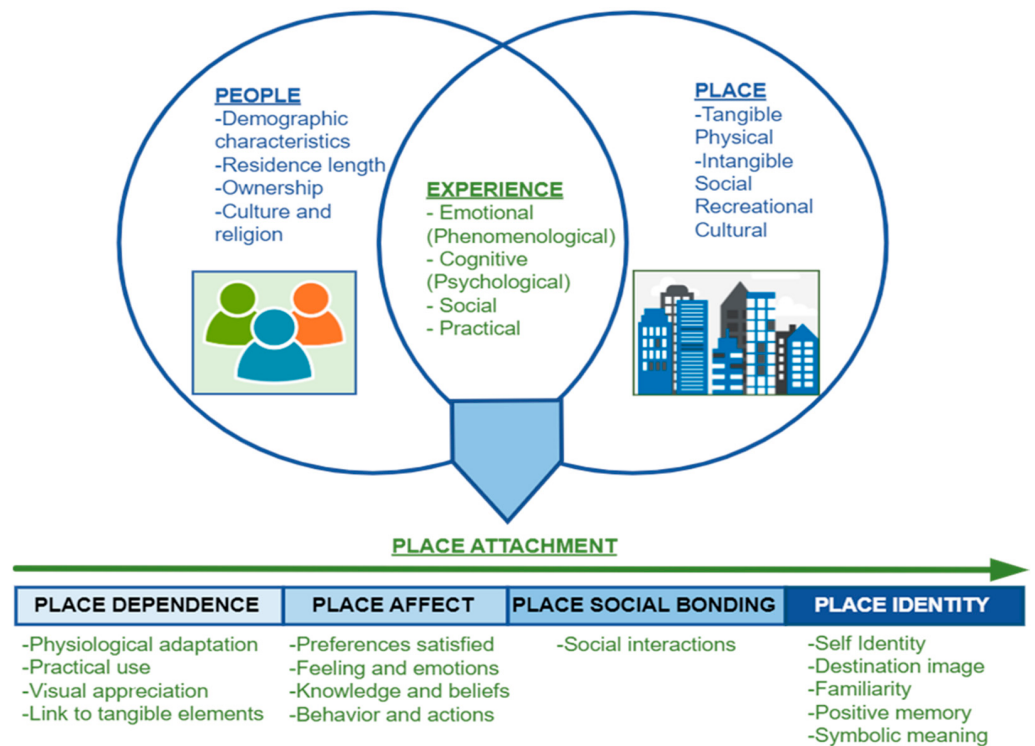 PEOPLE
-Demographic
characteristics
-Residence length
-Ownership
-Culture and
religion
EXPERIENCE
- Emotional
(Phenomenological)
- Cognitive
(Psychological)
- Social
- Practical
PLACE
-Tangible
Physical
-Intangible
Social
Recreational
Cultural
PLACE ATTACHMENT
PLACE DEPENDENCE
-Physiological adaptation
-Practical use
-Visual appreciation
-Link to tangible elements
PLACE AFFECT
-Preferences satisfied
-Feeling and emotions
-Knowledge and beliefs
-Behavior and actions
PLACE SOCIAL BONDING
-Social interactions
PLACE IDENTITY
-Self Identity
-Destination image
-Familiarity
-Positive memory
-Symbolic meaning